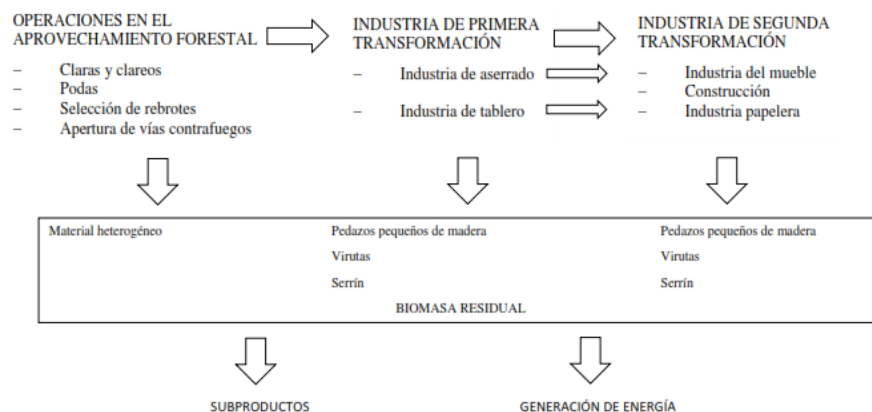 OPERACIONES EN EL
APROVECHAMIENTO FORESTAL
– Claras y clareos
– Podas
– Selección de rebrotes
– Apertura de vías contrafuegos
INDUSTRIA DE PRIMERA
TRANSFORMACIÓN
– Industria de aserrado
– Industria de tablero
INDUSTRIA DE SEGUNDA
TRANSFORMACIÓN
– Industria del mueble
– Construcción
– Industria papelera
Material heterogéneo
Pedazos pequeños de madera
Virutas
Serrín
Pedazos pequeños de madera
Virutas
Serrín
BIOMASA RESIDUAL
SUBPRODUCTOS
GENERACIÓN DE ENERGÍA